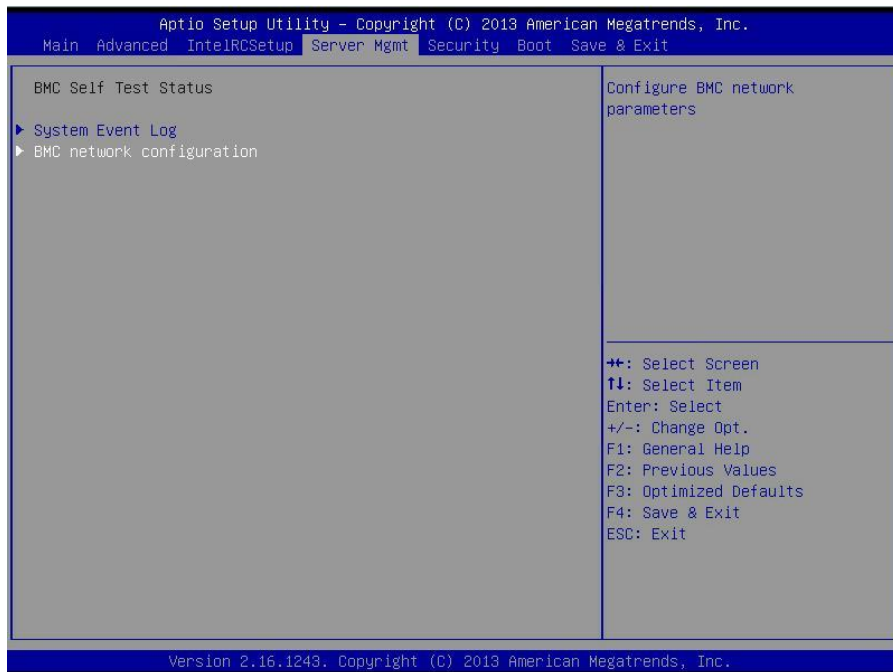 Aptio Setup Utility – Copyright (C) 2013 American Megatrends, Inc.
Main Advanced IntelRCSetup Server Mgmt Security Boot Save & Exit
BMC Self Test Status
System Event Log
BMC network configuration
Configure BMC network
parameters
→←: Select Screen
↑↓: Select Item
Enter: Select
+/-: Change Opt.
F1: General Help
F2: Previous Values
F3: Optimized Defaults
F4: Save & Exit
ESC: Exit
Version 2.16.1243. Copyright (C) 2013 American Megatrends, Inc.